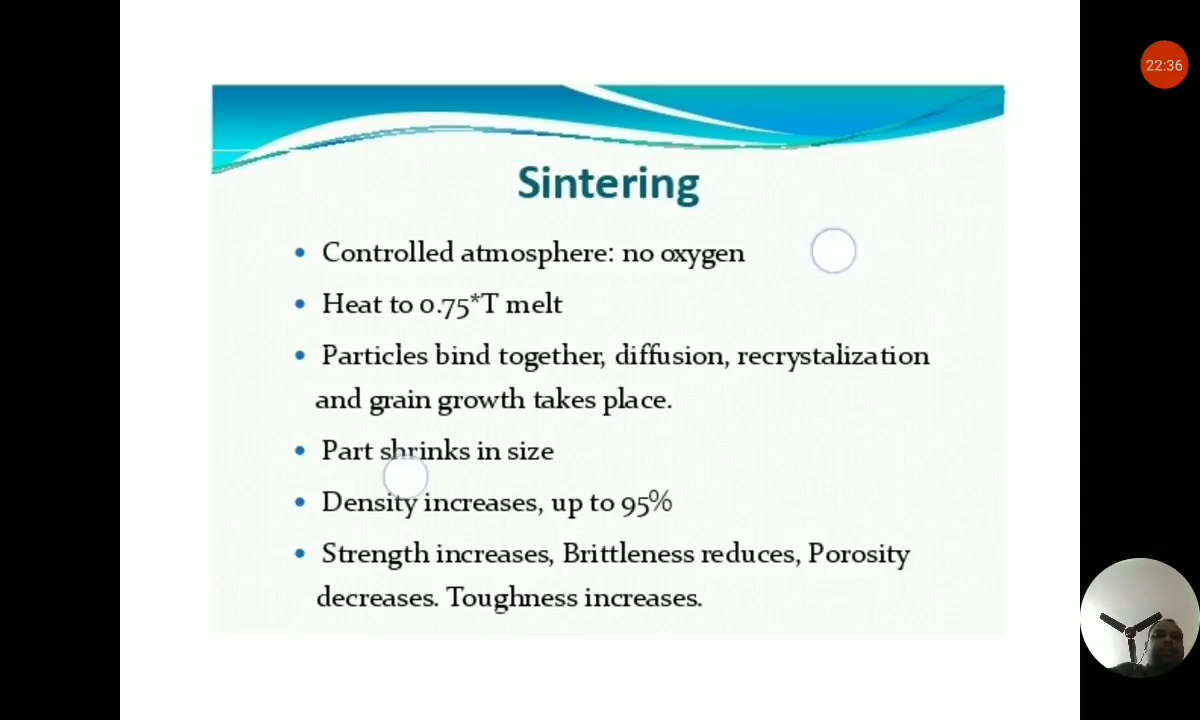 22:36
Sintering
• Controlled atmosphere: no oxygen
• Heat to 0.75*T melt
• Particles bind together, diffusion, recrystalization
and grain growth takes place.
• Part shrinks in size
• Density increases, up to 95%
• Strength increases, Brittleness reduces, Porosity
decreases. Toughness increases.